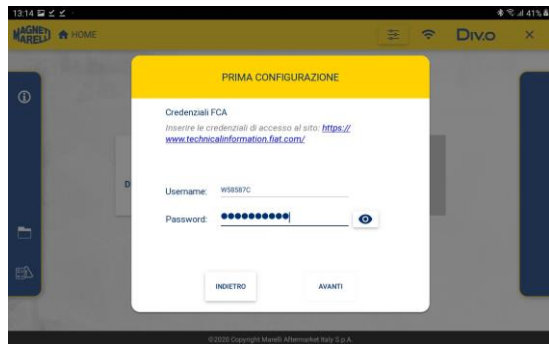 13:14
41%
MAGNETI MARELLI HOME Div.o
PRIMA CONFIGURAZIONE
Credenziali FCA
Inserire le credenziali di accesso al sito: https://
www.technicalinformation.fiat.com/
D
Username: W58587C
Password:
INDIETRO AVANTI
©2020 Copyright Marelli Aftermarket Italy S.p.A.